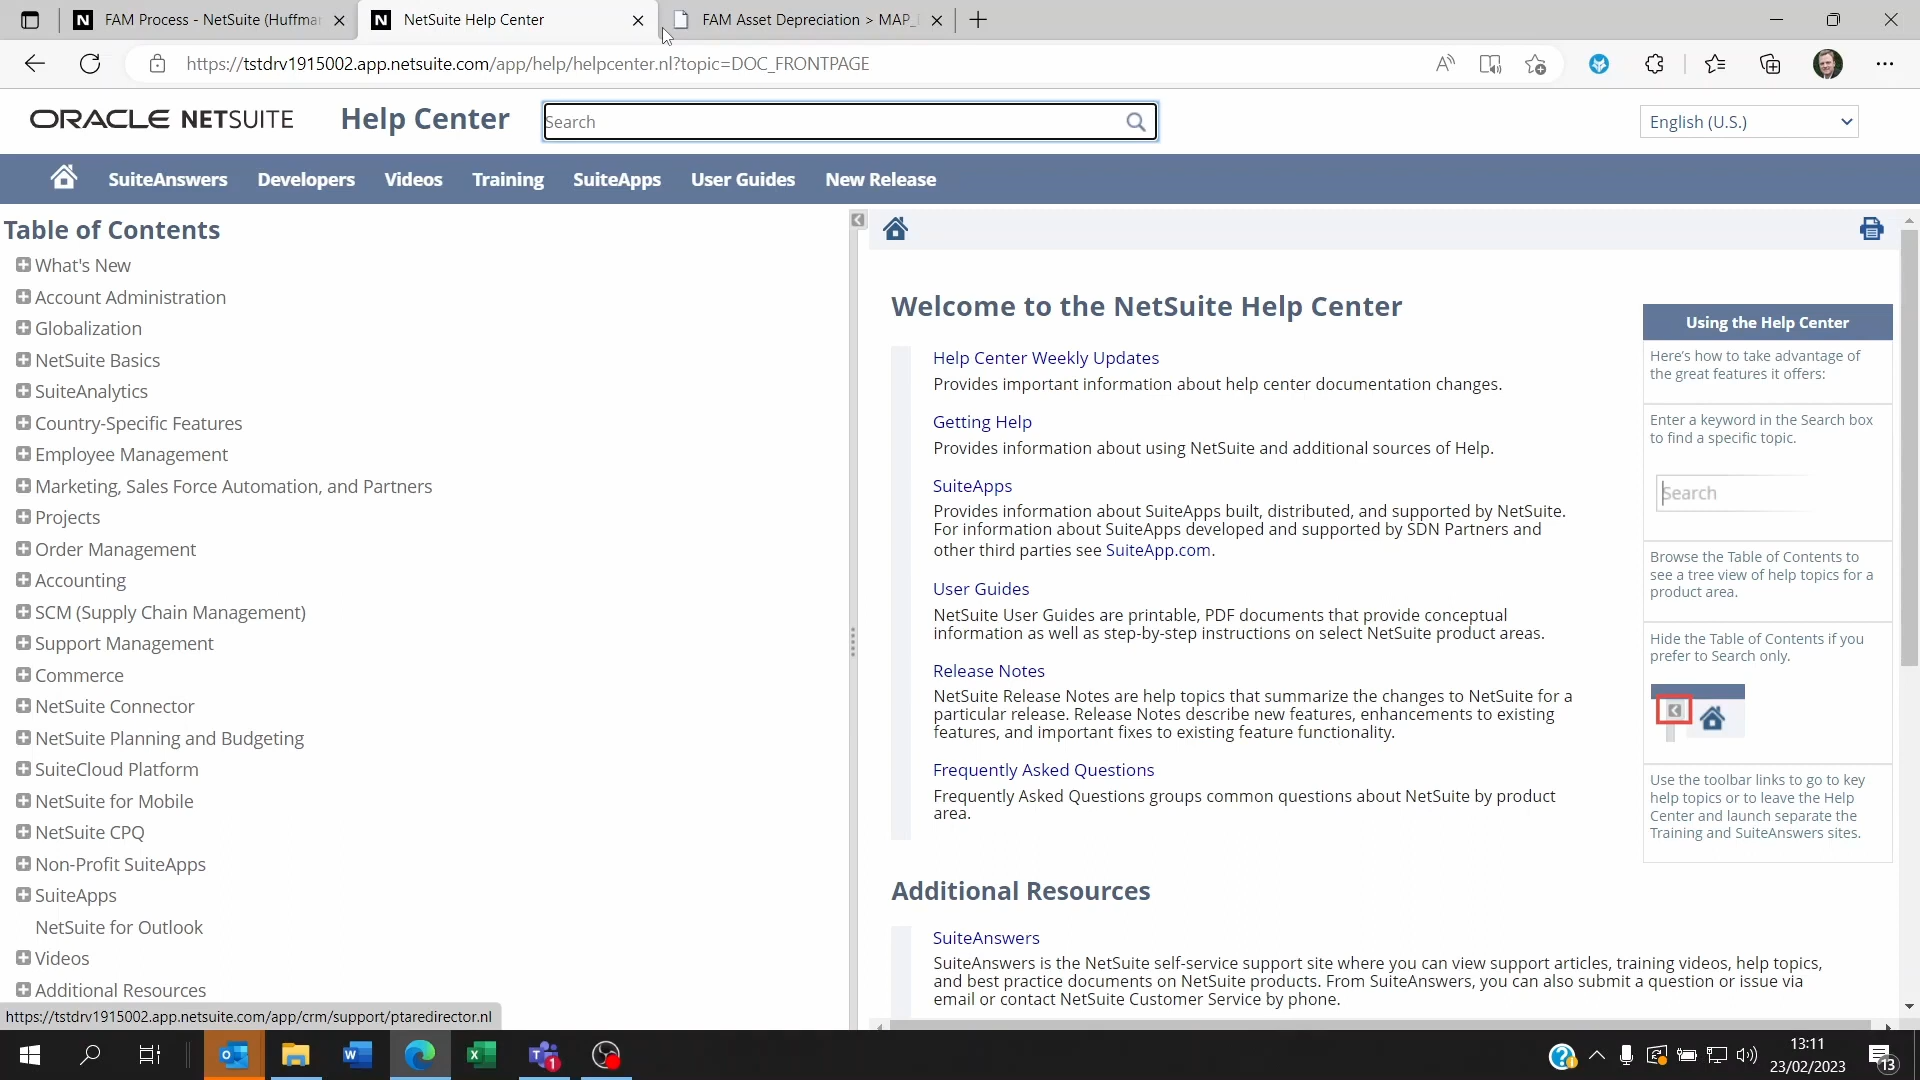 FAM Process - NetSuite (Huffma
NetSuite Help Center
FAM Asset Depreciation > MAP_
https://tstdrv1915002.app.netsuite.com/app/help/helpcenter.nl?topic=DOC_FRONTPAGE
ORACLE NETSUITE
Help Center
Search
English (U.S.)
SuiteAnswers
Developers
Videos
Training
SuiteApps
User Guides
New Release
Table of Contents
What's New
Account Administration
Globalization
NetSuite Basics
SuiteAnalytics
Country-Specific Features
Employee Management
Marketing, Sales Force Automation, and Partners
Projects
Order Management
Accounting
SCM (Supply Chain Management)
Support Management
Commerce
NetSuite Connector
NetSuite Planning and Budgeting
SuiteCloud Platform
NetSuite for Mobile
NetSuite CPQ
Non-Profit SuiteApps
SuiteApps
NetSuite for Outlook
Videos
Additional Resources
https://tstdrv1915002.app.netsuite.com/app/crm/support/ptaredirector.nl
Welcome to the NetSuite Help Center
Help Center Weekly Updates
Provides important information about help center documentation changes.
Getting Help
Provides information about using NetSuite and additional sources of Help.
SuiteApps
Provides information about SuiteApps built, distributed, and supported by NetSuite.
For information about SuiteApps developed and supported by SDN Partners and
other third parties see SuiteApp.com.
User Guides
NetSuite User Guides are printable, PDF documents that provide conceptual
information as well as step-by-step instructions on select NetSuite product areas.
Release Notes
NetSuite Release Notes are help topics that summarize the changes to NetSuite for a
particular release. Release Notes describe new features, enhancements to existing
features, and important fixes to existing feature functionality.
Frequently Asked Questions
Frequently Asked Questions groups common questions about NetSuite by product
area.
Additional Resources
SuiteAnswers
SuiteAnswers is the NetSuite self-service support site where you can view support articles, training videos, help topics,
and best practice documents on NetSuite products. From SuiteAnswers, you can also submit a question or issue via
email or contact NetSuite Customer Service by phone.
Using the Help Center
Here's how to take advantage of
the great features it offers:
Enter a keyword in the Search box
to find a specific topic.
Search
Browse the Table of Contents to
see a tree view of help topics for a
product area.
Hide the Table of Contents if you
prefer to Search only.
Use the toolbar links to go to key
help topics or to leave the Help
Center and launch separate the
Training and SuiteAnswers sites.
13:11
23/02/2023
13
1